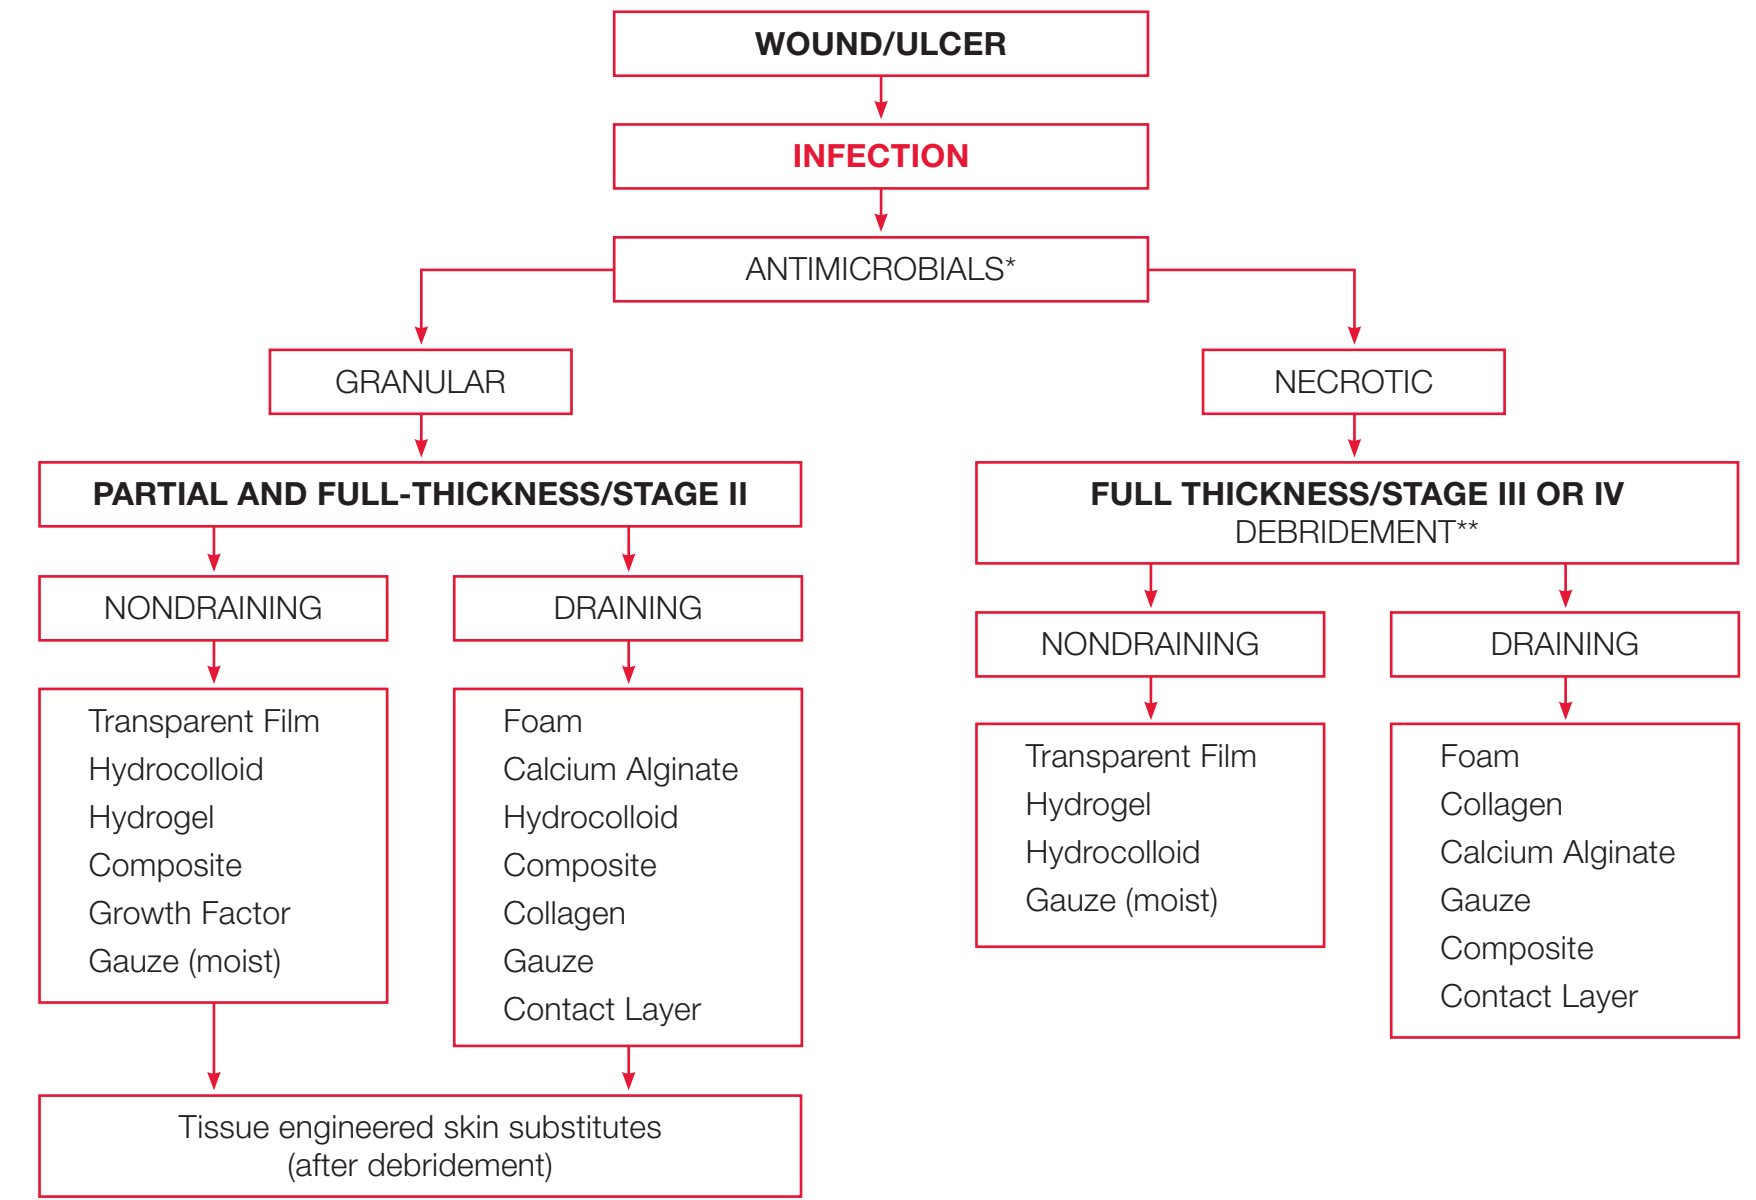 WOUND/ULCER
INFECTION
ANTIMICROBIALS*
GRANULAR
NECROTIC
PARTIAL AND FULL-THICKNESS/STAGE II
FULL THICKNESS/STAGE III OR IV
DEBRIDEMENT**
NONDRAINING
DRAINING
NONDRAINING
DRAINING
Transparent Film
Hydrocolloid
Hydrogel
Composite
Growth Factor
Gauze (moist)
Foam
Calcium Alginate
Hydrocolloid
Composite
Collagen
Gauze
Contact Layer
Transparent Film
Hydrogel
Hydrocolloid
Gauze (moist)
Foam
Collagen
Calcium Alginate
Gauze
Composite
Contact Layer
Tissue engineered skin substitutes
(after debridement)